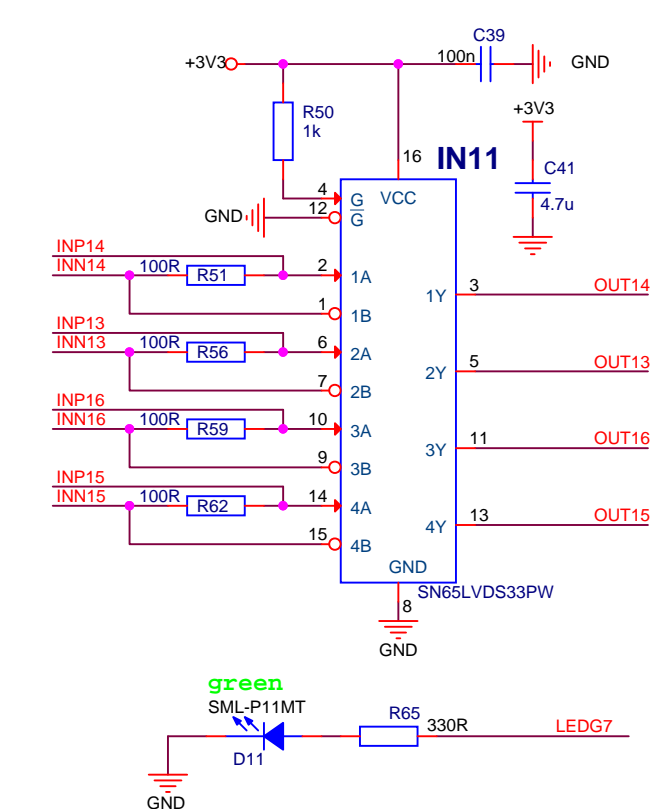 C39
+3V3
100n
GND
+3V3
R50
1k
16
IN11
C41
4.7u
4
G
VCC
GND
12
G
INP14
INN14
100R
R51
2
1A
1
1B
1Y
3
OUT14
INP13
INN13
100R
R56
6
2A
7
2B
2Y
5
OUT13
INP16
INN16
100R
R59
10
3A
9
3B
3Y
11
OUT16
INP15
INN15
100R
R62
14
4A
15
4B
4Y
13
OUT15
GND
SN65LVDS33PW
8
GND
green
SML-P11MT
D11
R65
330R
LEDG7
GND